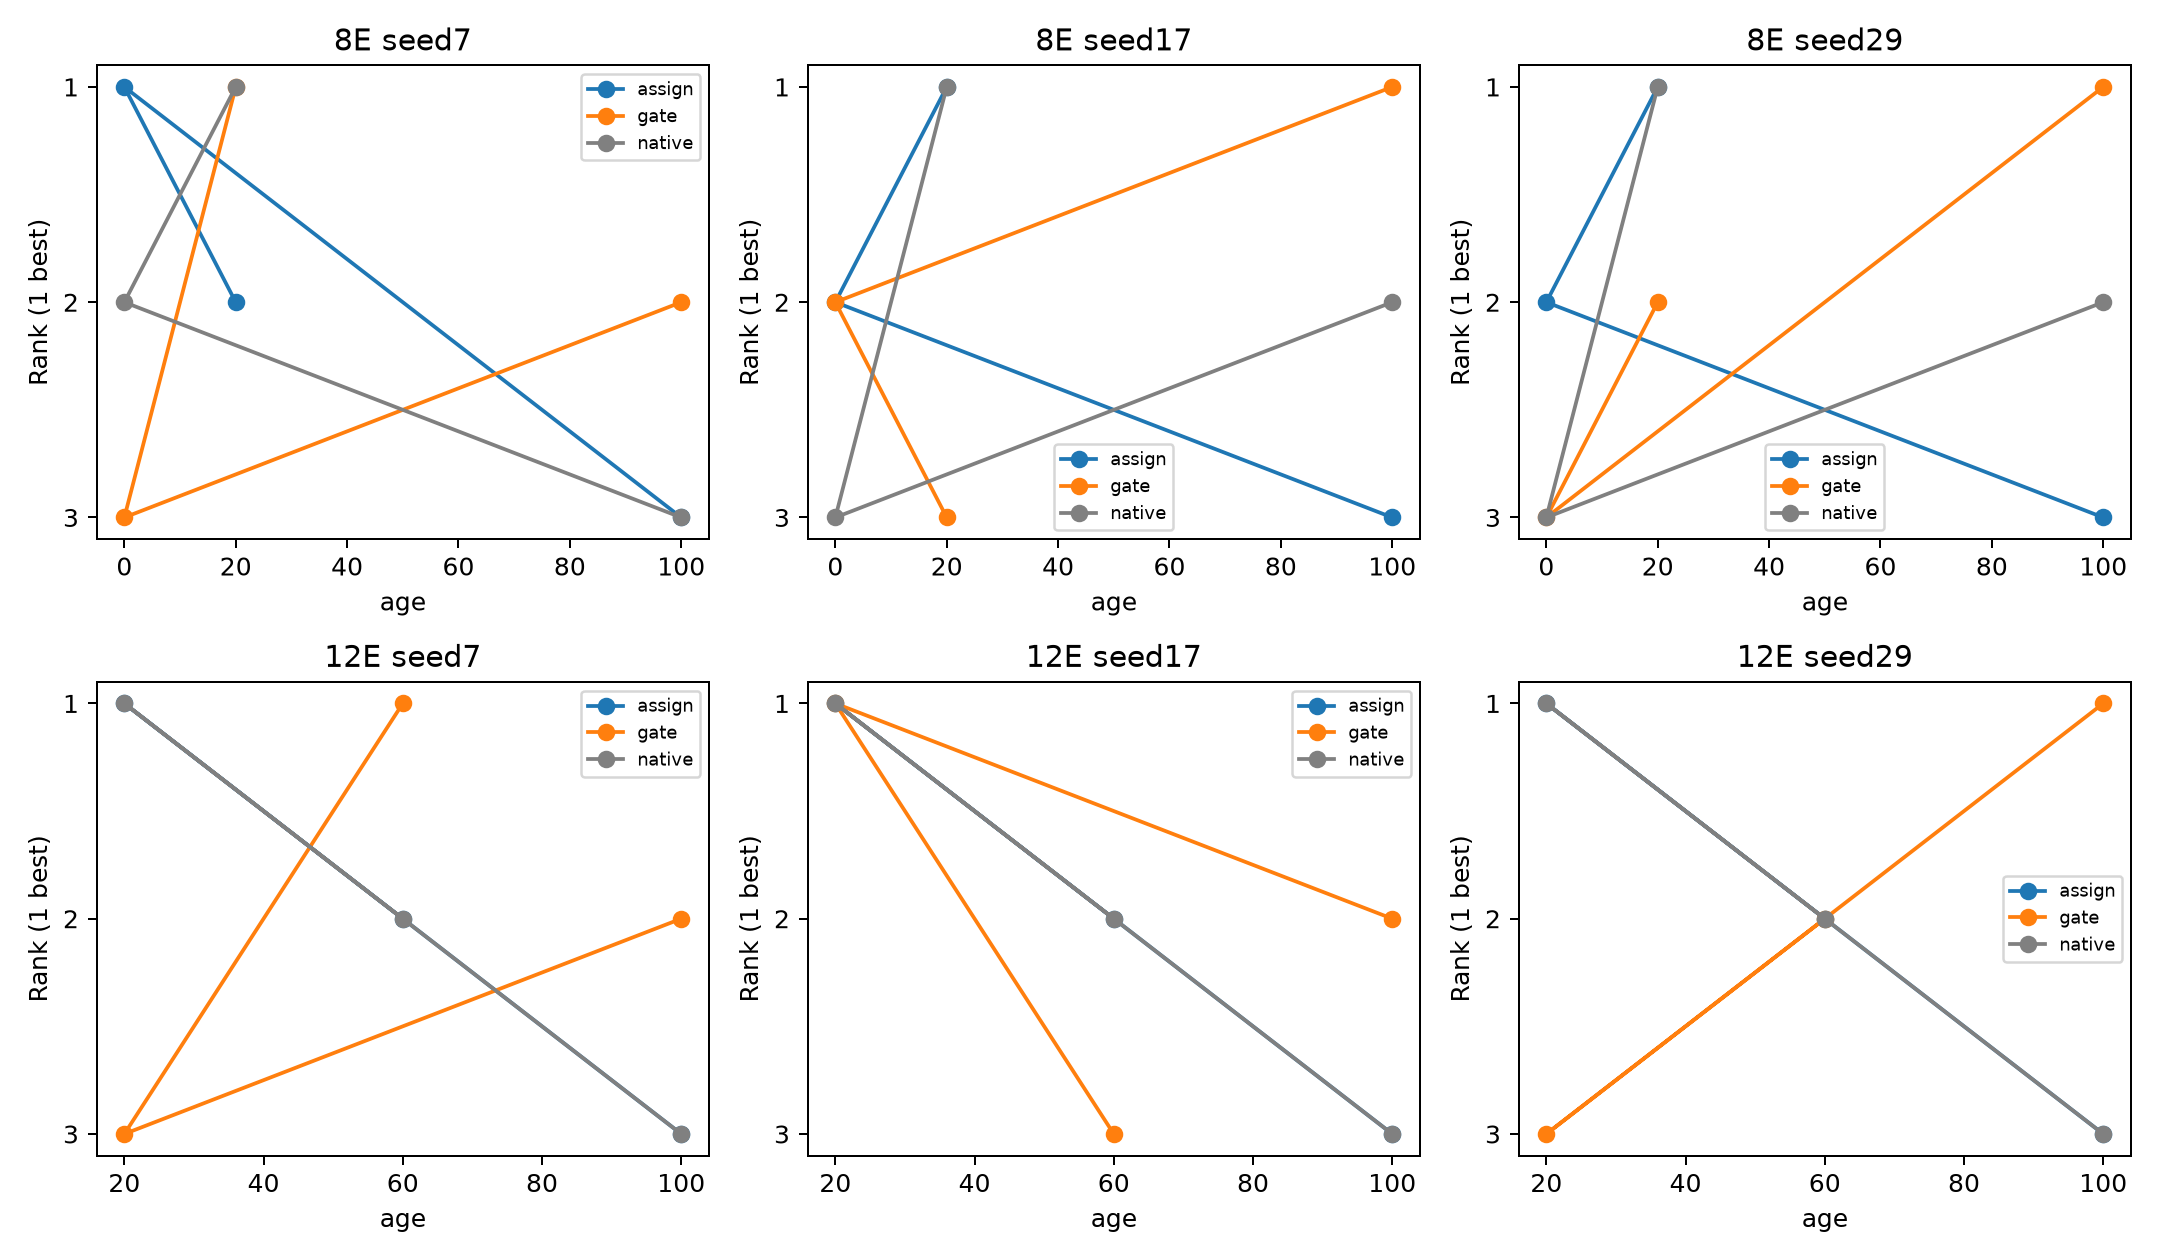 8E seed7
Rank (1 best)
1
2
3
assign
gate
native
0 20 40 60 80 100
age
8E seed17
Rank (1 best)
1
2
3
assign
gate
native
0 20 40 60 80 100
age
8E seed29
Rank (1 best)
1
2
3
assign
gate
native
0 20 40 60 80 100
age
12E seed7
Rank (1 best)
1
2
3
assign
gate
native
20 40 60 80 100
age
12E seed17
Rank (1 best)
1
2
3
assign
gate
native
20 40 60 80 100
age
12E seed29
Rank (1 best)
1
2
3
assign
gate
native
20 40 60 80 100
age